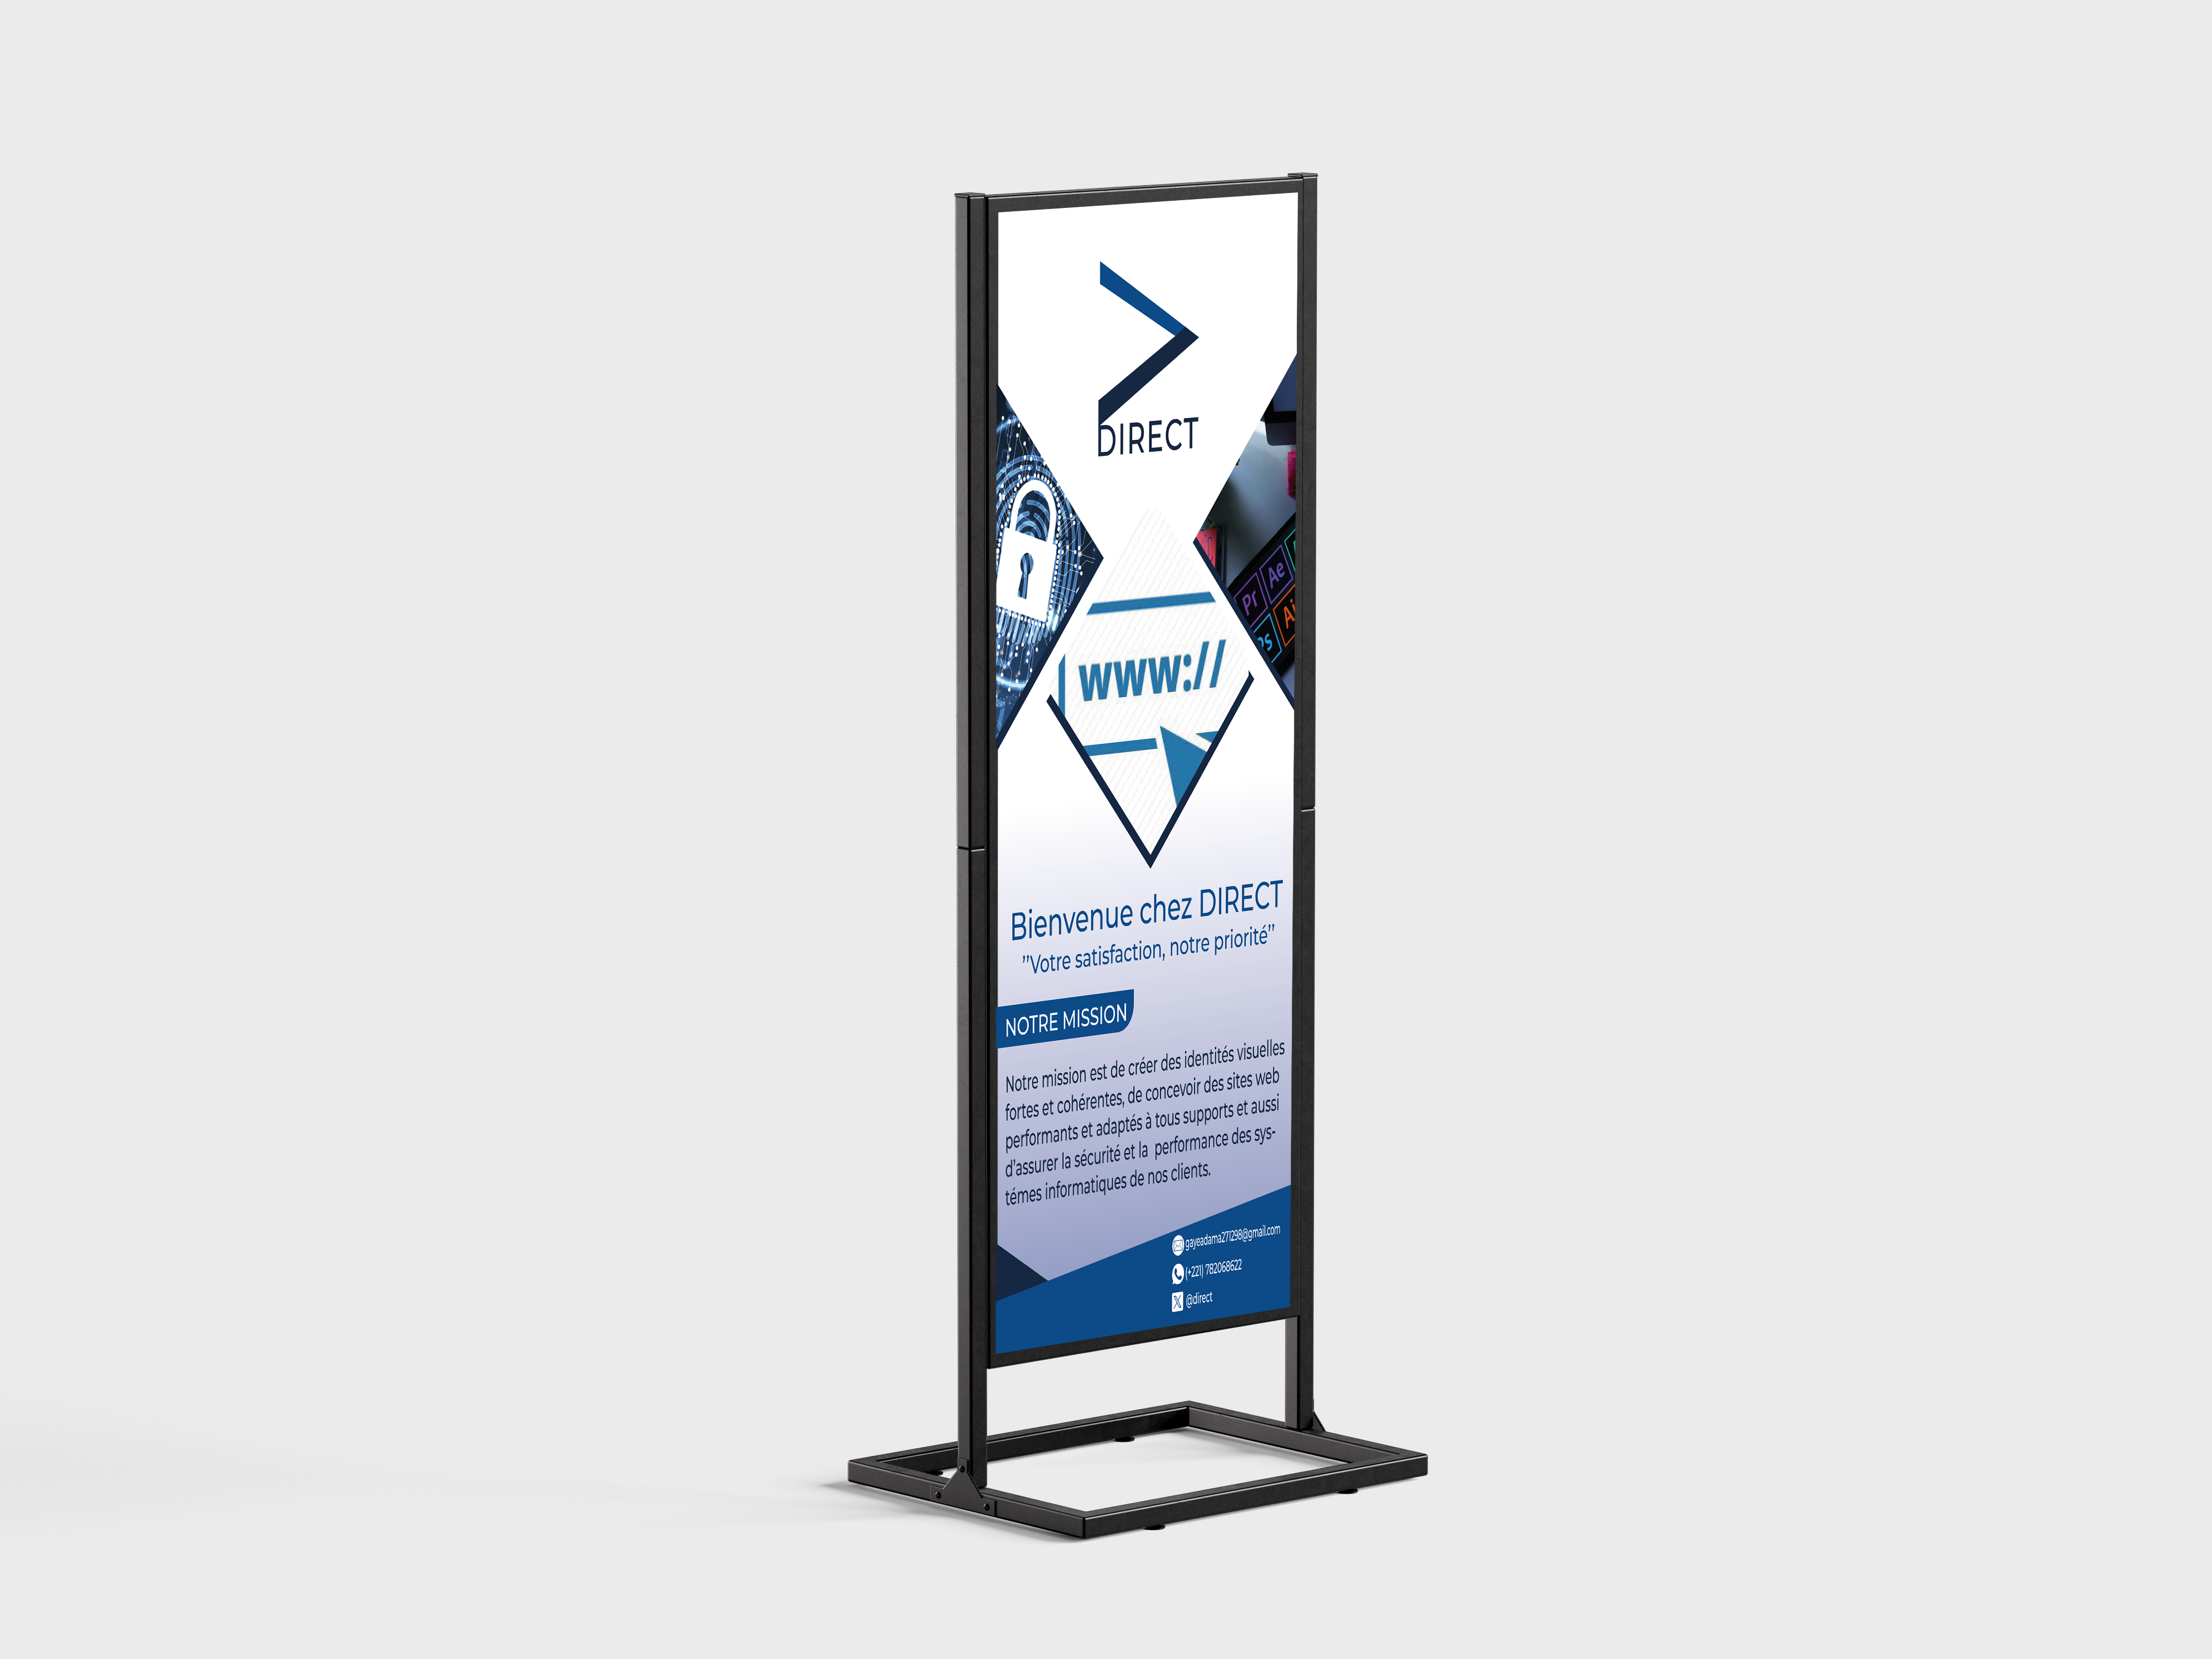 DIRECT
Pr
Ae
Ps
Ai
www://
Bienvenue chez DIRECT
”Votre satisfaction, notre priorité”
NOTRE MISSION
Notre mission est de créer des identités visuelles
fortes et cohérentes, de concevoir des sites web
performants et adaptés à tous supports et aussi
d'assurer la sécurité et la performance des sys-
témes informatiques de nos clients.
gayeadama271298@gmail.com
(+221) 782068622
@direct